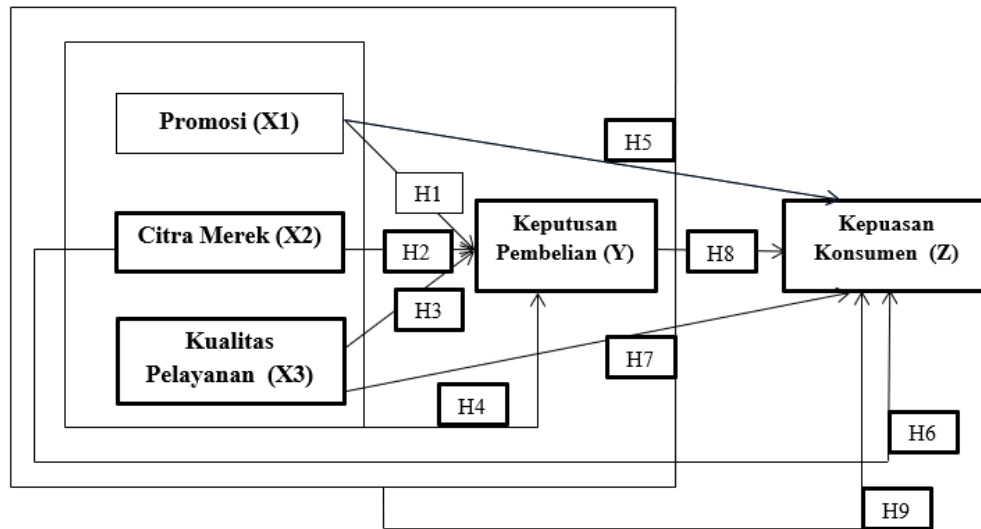 Promosi (X1)
H5
H1
Citra Merek (X2)
H2
Keputusan
Pembelian (Y)
H8
Kepuasan
Konsumen (Z)
H3
Kualitas
Pelayanan (X3)
H7
H4
H6
H9